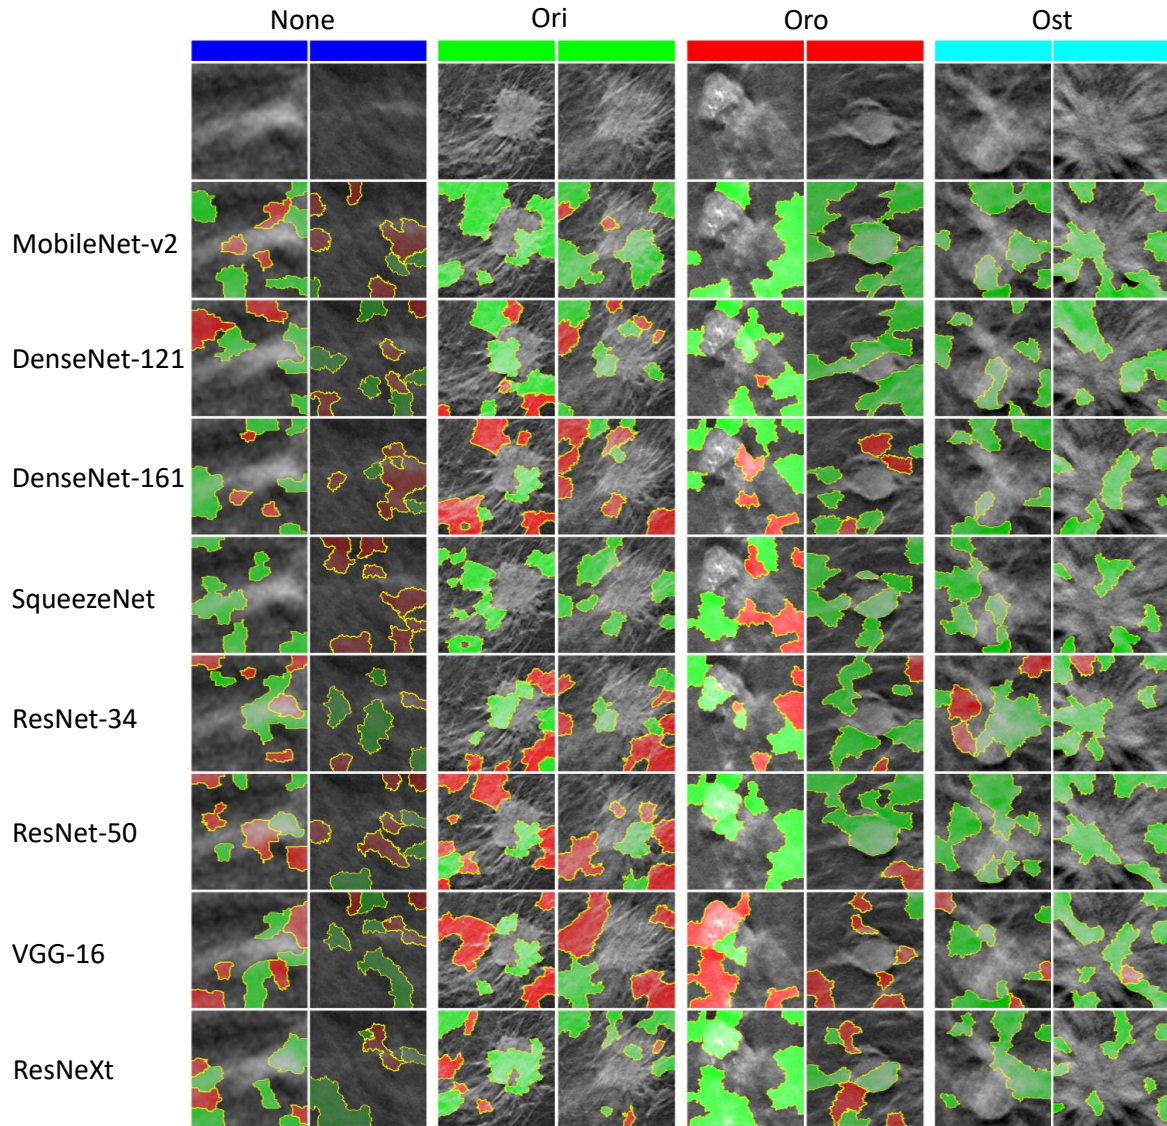 None Ori Oro Ost
MobileNet-v2
DenseNet-121
DenseNet-161
SqueezeNet
ResNet-34
ResNet-50
VGG-16
ResNeXt